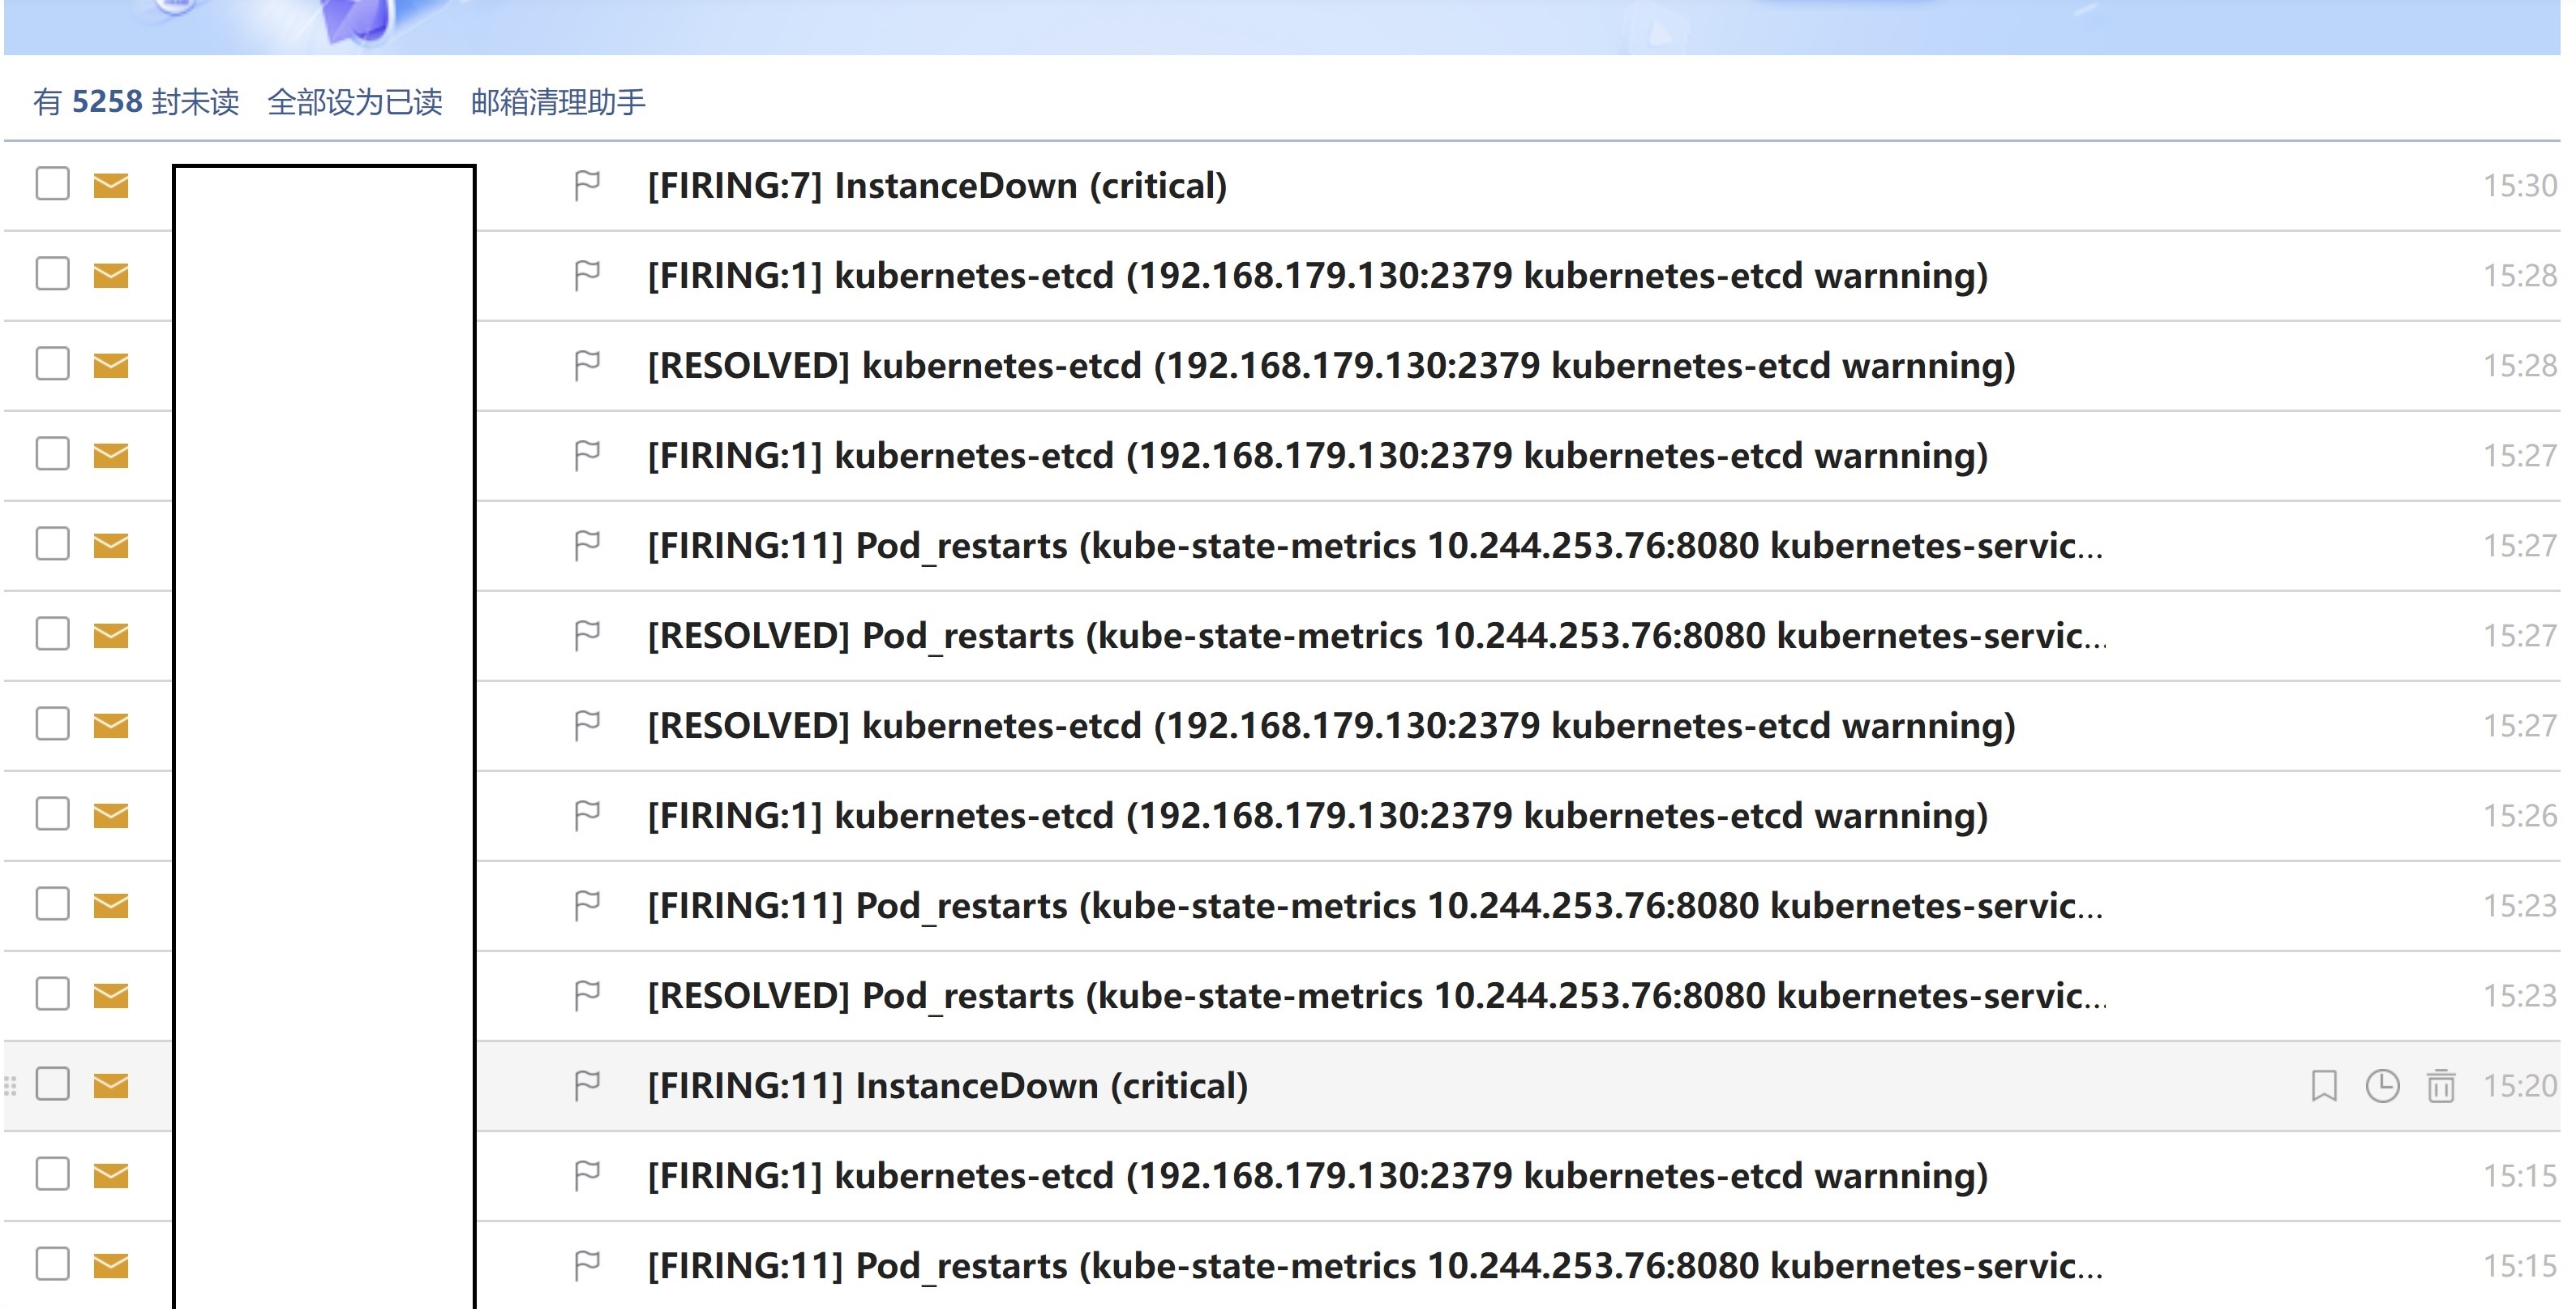 有 5258 封未读 全部设为已读 邮箱清理助手
[FIRING:7] InstanceDown (critical) 15:30
[FIRING:1] kubernetes-etcd (192.168.179.130:2379 kubernetes-etcd warnning) 15:28
[RESOLVED] kubernetes-etcd (192.168.179.130:2379 kubernetes-etcd warnning) 15:28
[FIRING:1] kubernetes-etcd (192.168.179.130:2379 kubernetes-etcd warnning) 15:27
[FIRING:11] Pod_restarts (kube-state-metrics 10.244.253.76:8080 kubernetes-servic... 15:27
[RESOLVED] Pod_restarts (kube-state-metrics 10.244.253.76:8080 kubernetes-servic... 15:27
[RESOLVED] kubernetes-etcd (192.168.179.130:2379 kubernetes-etcd warnning) 15:27
[FIRING:1] kubernetes-etcd (192.168.179.130:2379 kubernetes-etcd warnning) 15:26
[FIRING:11] Pod_restarts (kube-state-metrics 10.244.253.76:8080 kubernetes-servic... 15:23
[RESOLVED] Pod_restarts (kube-state-metrics 10.244.253.76:8080 kubernetes-servic... 15:23
[FIRING:11] InstanceDown (critical) 15:20
[FIRING:1] kubernetes-etcd (192.168.179.130:2379 kubernetes-etcd warnning) 15:15
[FIRING:11] Pod_restarts (kube-state-metrics 10.244.253.76:8080 kubernetes-servic... 15:15